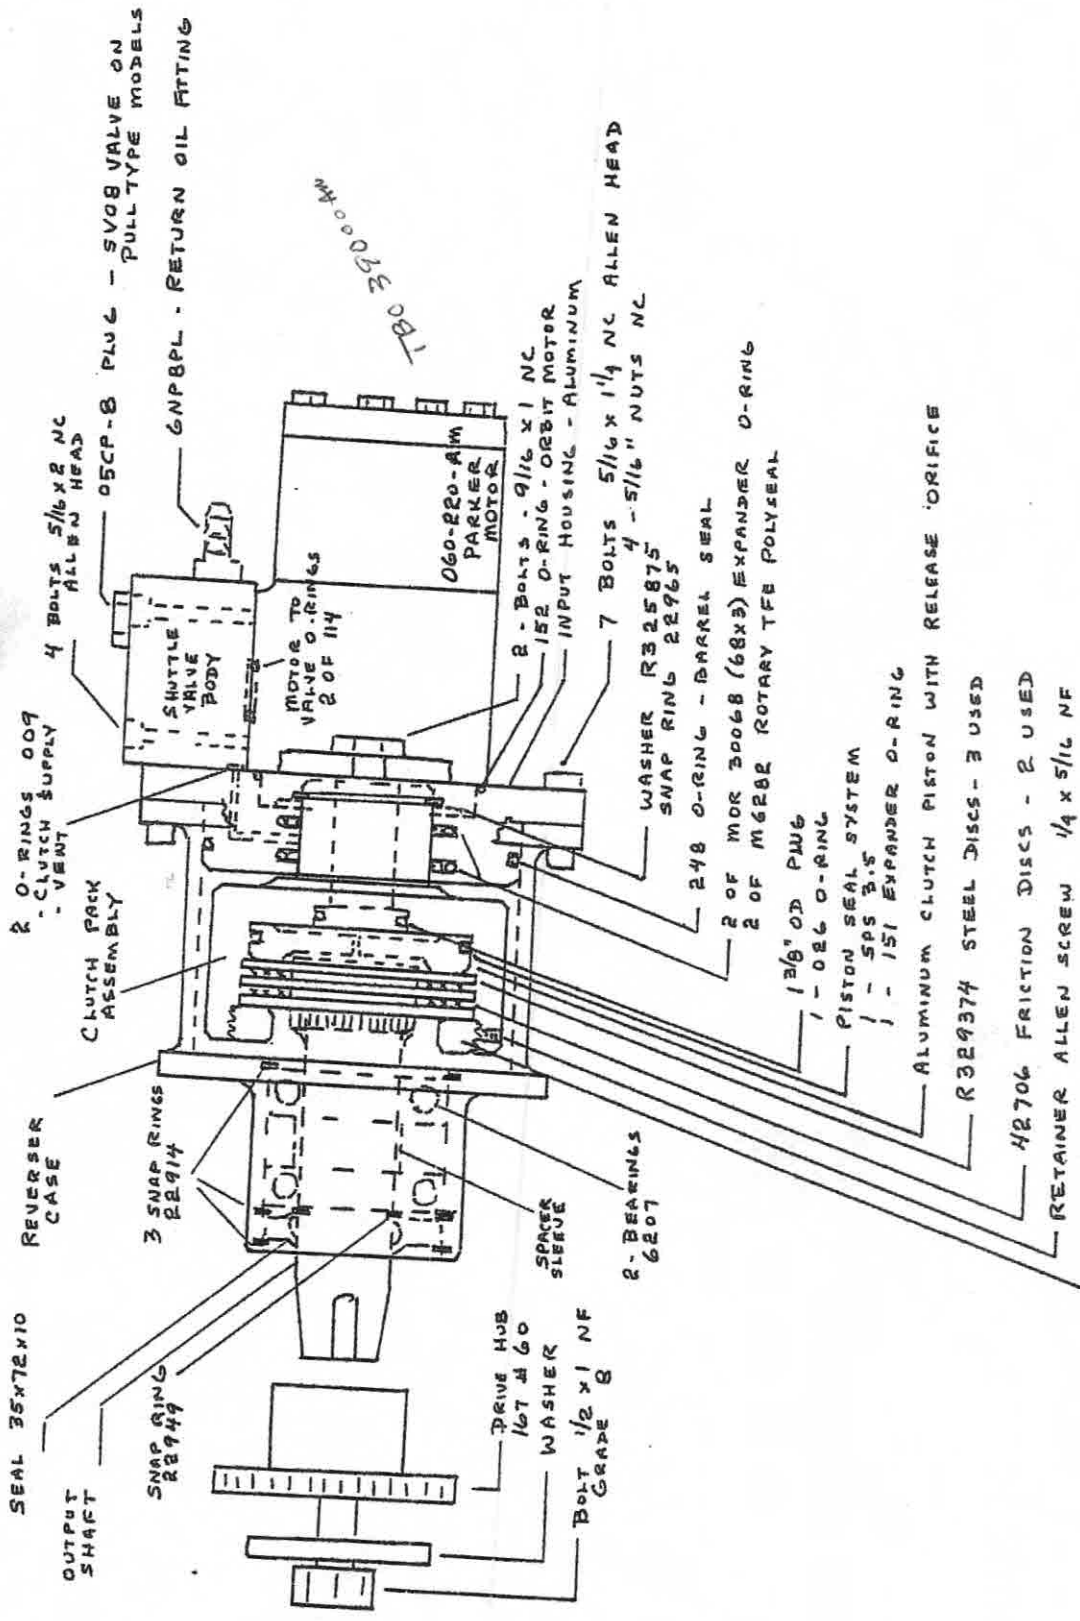 SEAL 35x72x10
OUTPUT
SHAFT
SNAP RING
22949
REVERSER
CASE
3 SNAP RINGS
22914
CLUTCH PACK
ASSEMBLY
2 O-RINGS 009
- CLUTCH SUPPLY
- VENT
4 BOLTS 5/16 x 2 NC
ALLEN HEAD
05CP-8 PLUG - SV08 VALVE ON
PULL TYPE MODELS
6NPBPL - RETURN OIL FITTING
SHUTTLE
VALVE
BODY
MOTOR TO
VALVE O-RINGS
2 OF 114
060-220-AM
PARKER
MOTOR
TBO 390000AM
2 - BOLTS - 9/16 x 1 NC
152 O-RING - ORBIT MOTOR
INPUT HOUSING - ALUMINUM
7 BOLTS 5/16 x 1 1/4 NC ALLEN HEAD
4 - 5/16" NUTS NC
WASHER R325875
SNAP RING 22965
248 O-RING - BARREL SEAL
2 OF MOR 30068 (68x3) EXPANDER O-RING
2 OF M628R ROTARY TFE POLYSEAL
1 3/8" OD PLUG
1 - 026 O-RING
PISTON SEAL SYSTEM
1 - SPS 3.5
1 - 151 EXPANDER O-RING
ALUMINUM CLUTCH PISTON WITH RELEASE ORIFICE
R329374 STEEL DISCS - 3 USED
42706 FRICTION DISCS - 2 USED
RETAINER ALLEN SCREW 1/4 x 5/16 NF
SPACER
SLEEVE
2 - BEARINGS
6207
DRIVE HUB
167 # 60
WASHER
BOLT 1/2 x 1 NF
GRADE 8